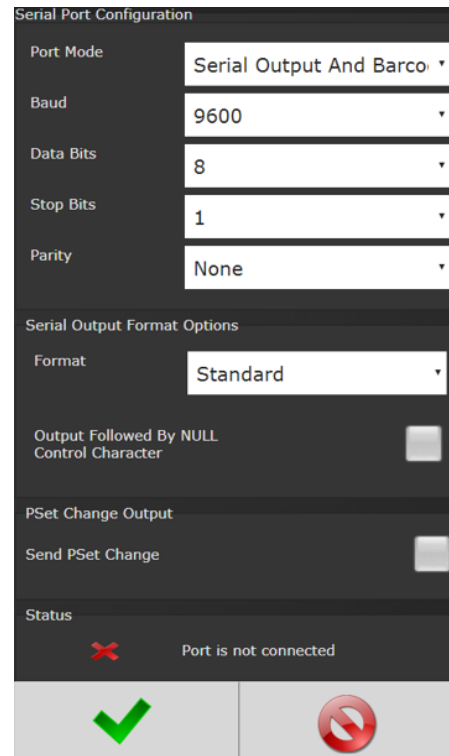 Serial Port Configuration
Port Mode
Serial Output And Barco
Baud
9600
Data Bits
8
Stop Bits
1
Parity
None
Serial Output Format Options
Format
Standard
Output Followed By NULL
Control Character
PSet Change Output
Send PSet Change
Status
Port is not connected